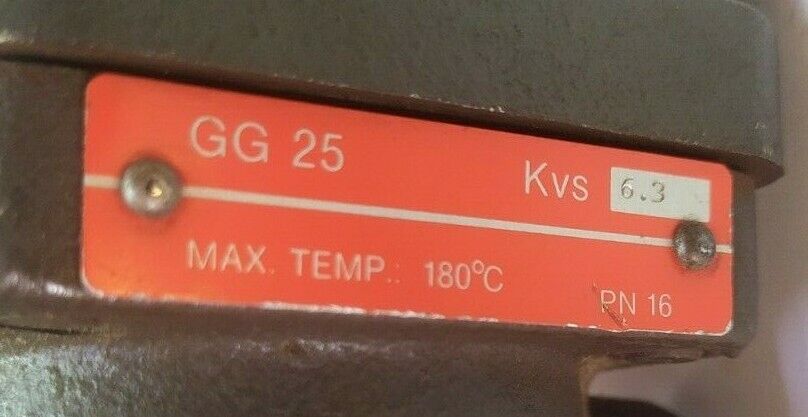 GG 25
Kvs 6.3
MAX. TEMP.: 180°C
PN 16